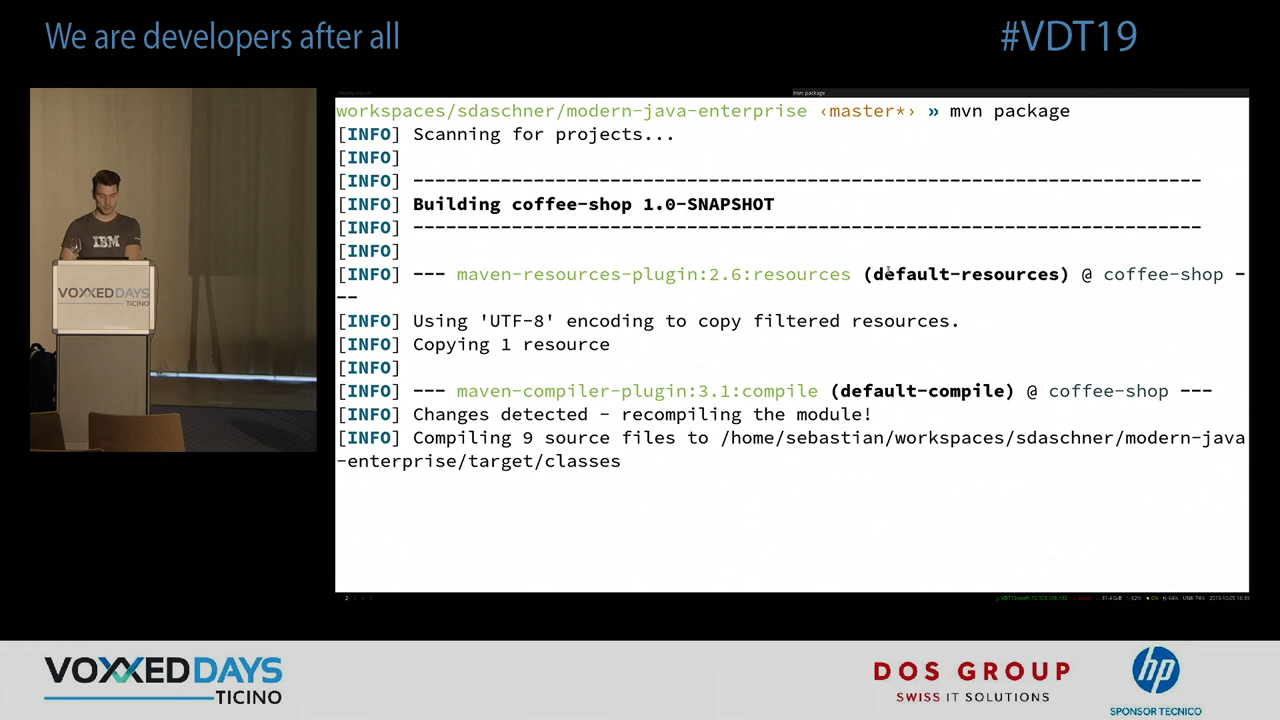 We are developers after all
#VDT19
mvn package
workspaces/sdaschner/modern-java-enterprise ‹master*› » mvn package
[INFO] Scanning for projects...
[INFO]
[INFO] ------------------------------------------------------------------------
[INFO] Building coffee-shop 1.0-SNAPSHOT
[INFO] ------------------------------------------------------------------------
[INFO]
[INFO] --- maven-resources-plugin:2.6:resources (default-resources) @ coffee-shop -
--
[INFO] Using 'UTF-8' encoding to copy filtered resources.
[INFO] Copying 1 resource
[INFO]
[INFO] --- maven-compiler-plugin:3.1:compile (default-compile) @ coffee-shop ---
[INFO] Changes detected - recompiling the module!
[INFO] Compiling 9 source files to /home/sebastian/workspaces/sdaschner/modern-java
-enterprise/target/classes
IBM
VOXXED DAYS
TICINO
VOXXED DAYS
TICINO
DOS GROUP
SWISS IT SOLUTIONS
hp
SPONSOR TECNICO